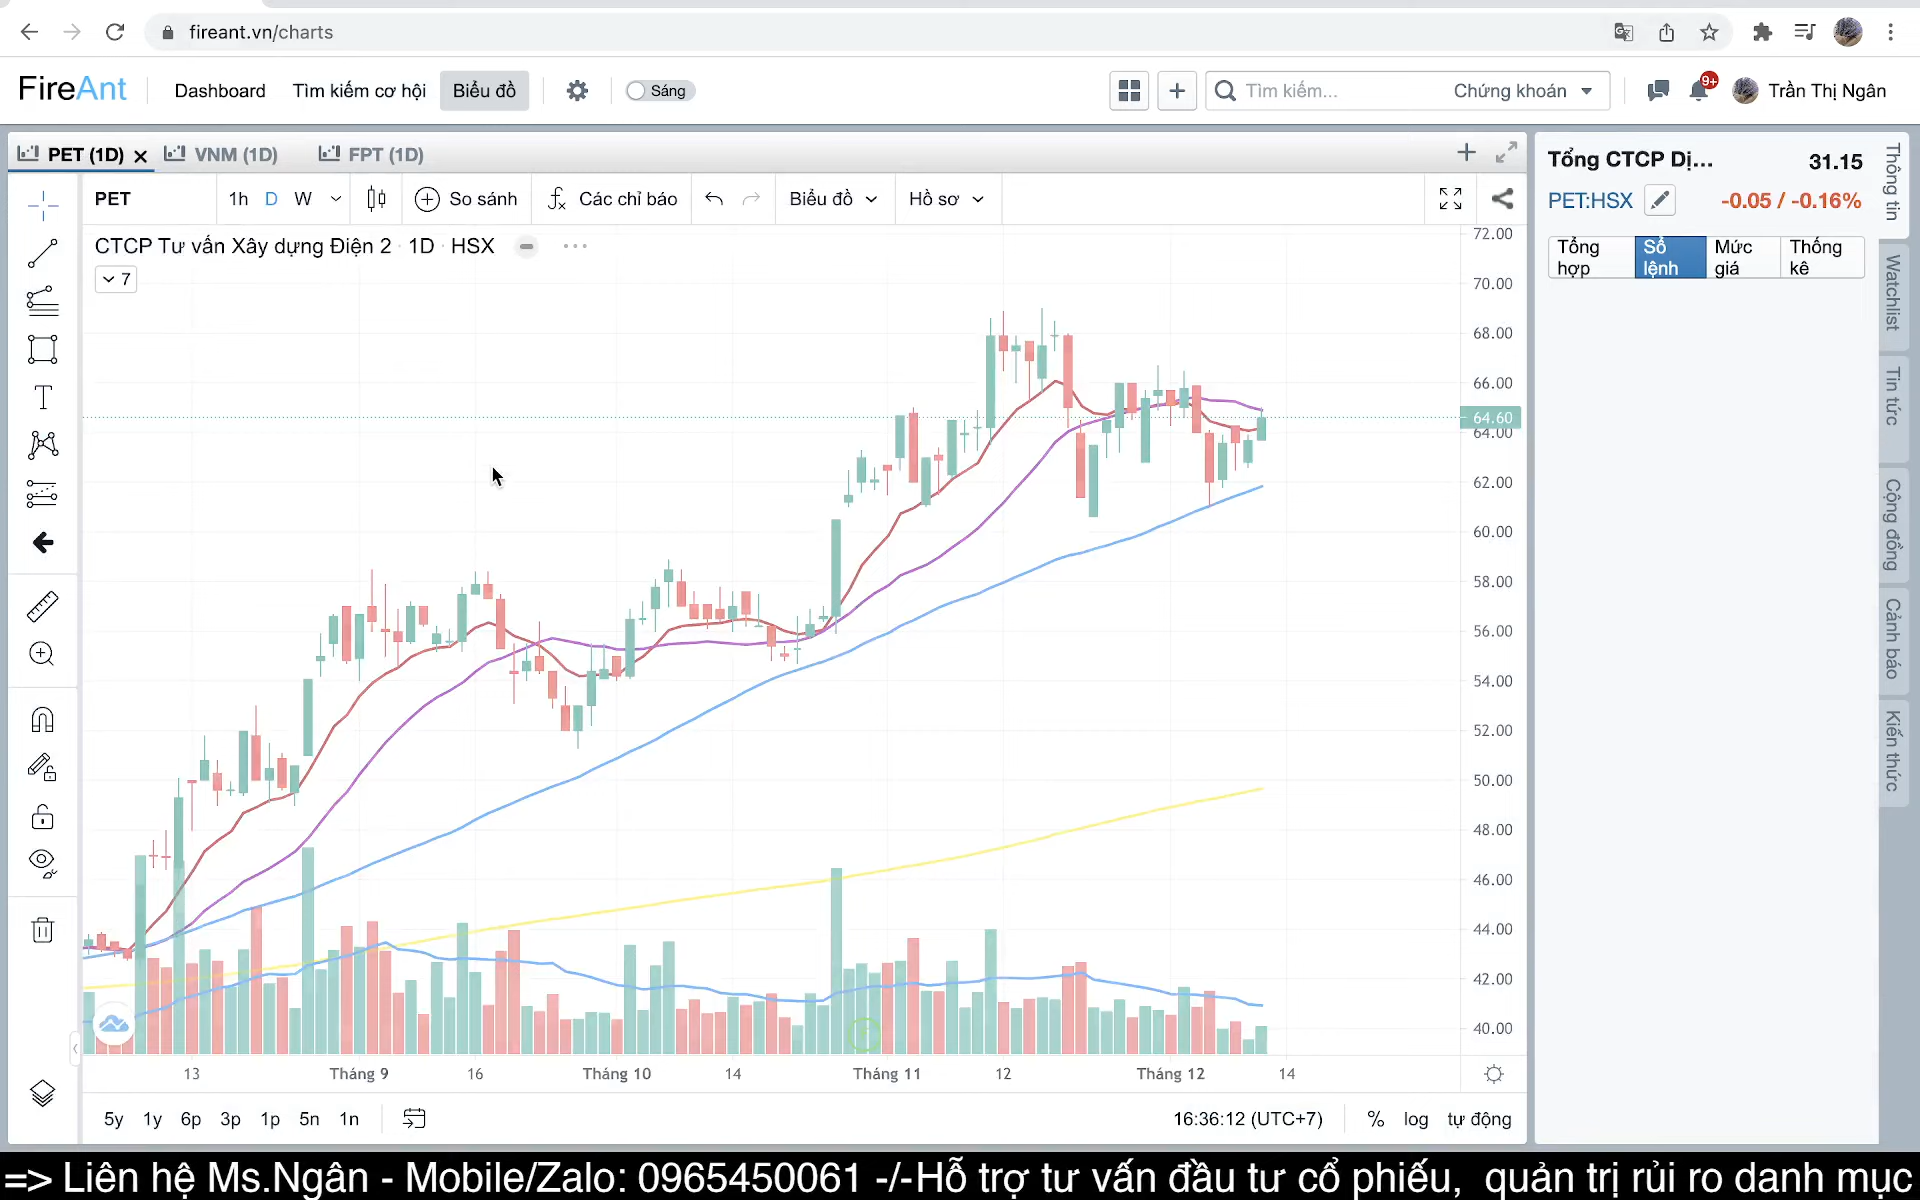 fireant.vn/charts
FireAnt
Dashboard
Tìm kiếm cơ hội
Biểu đồ
Sáng
Tìm kiếm...
Chứng khoán
9+
Trần Thị Ngân
PET (1D)
VNM (1D)
FPT (1D)
PET
1h
D
W
So sánh
Các chỉ báo
Biểu đồ
Hồ sơ
CTCP Tư vấn Xây dựng Điện 2 · 1D · HSX
7
72.00
70.00
68.00
66.00
64.60
64.00
62.00
60.00
58.00
56.00
54.00
52.00
50.00
48.00
46.00
44.00
42.00
40.00
13
Tháng 9
16
Tháng 10
14
Tháng 11
12
Tháng 12
14
5y
1y
6p
3p
1p
5n
1n
16:36:12 (UTC+7)
%
log
tự động
Tổng CTCP Dị...
31.15
PET:HSX
-0.05 / -0.16%
Tổng hợp
Sổ lệnh
Mức giá
Thống kê
Thông tin
Watchlist
Tin tức
Cộng đồng
Cảnh báo
Kiến thức
=> Liên hệ Ms.Ngân - Mobile/Zalo: 0965450061 -/-Hỗ trợ tư vấn đầu tư cổ phiếu, quản trị rủi ro danh mục